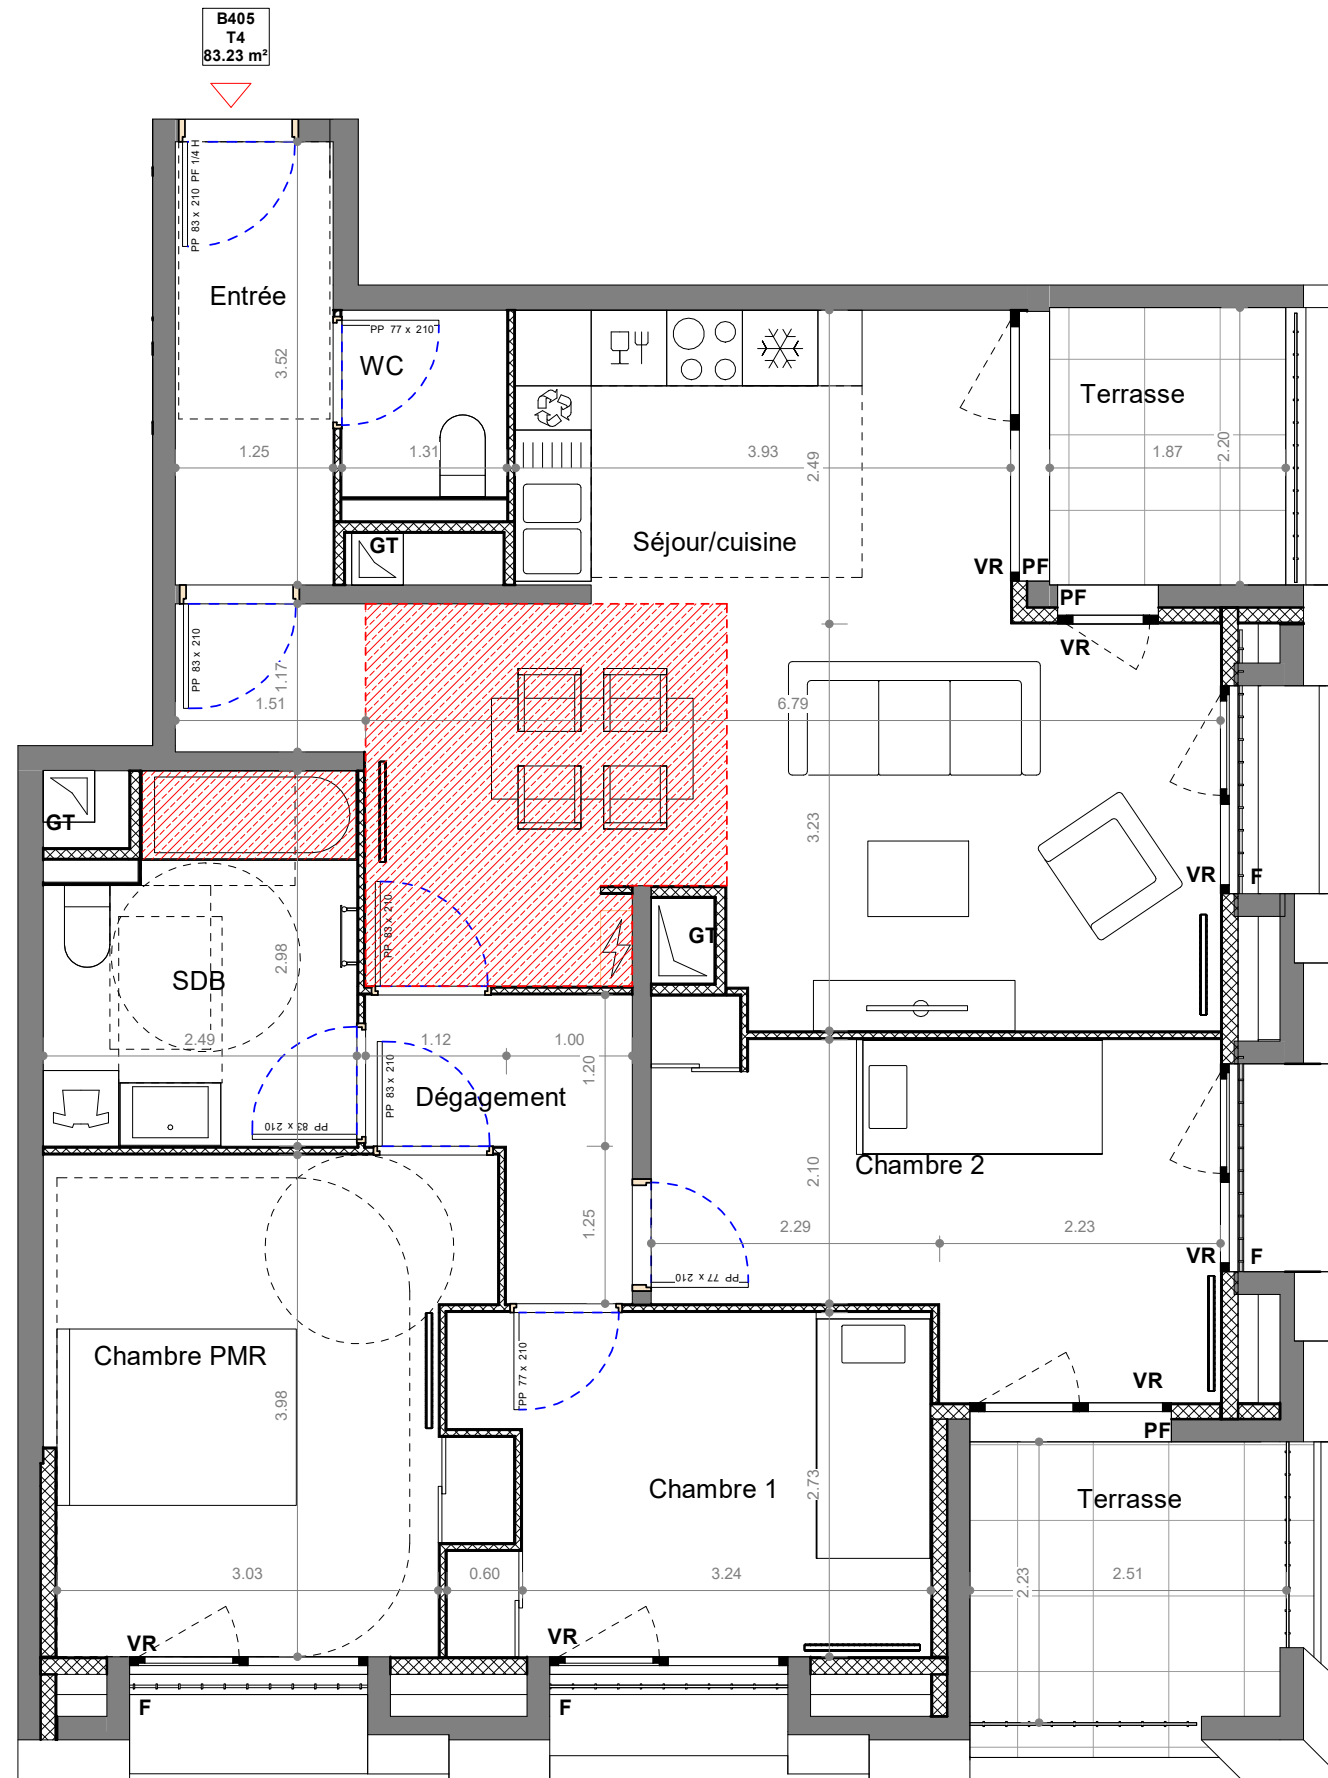 B405
T4
83.23 m²
PP 83 x 210 PF 1/4 H
Entrée
3.52
PP 77 x 210
WC
Terrasse
1.25
1.31
3.93
2.49
1.87
2.20
GT
Séjour/cuisine
VR
PF
PF
VR
PP 83 x 210
1.17
1.51
6.79
GT
3.23
VR
F
PP 83 x 210
GT
SDB
2.98
2.49
1.12
1.00
1.20
PP 83 x 210
Dégagement
PP 83 x 210
Chambre 2
2.10
1.25
2.29
2.23
VR
F
PP 77 x 210
Chambre PMR
PP 77 x 210
3.98
VR
PF
Chambre 1
2.73
Terrasse
3.03
0.60
3.24
2.23
2.51
VR
VR
F
F